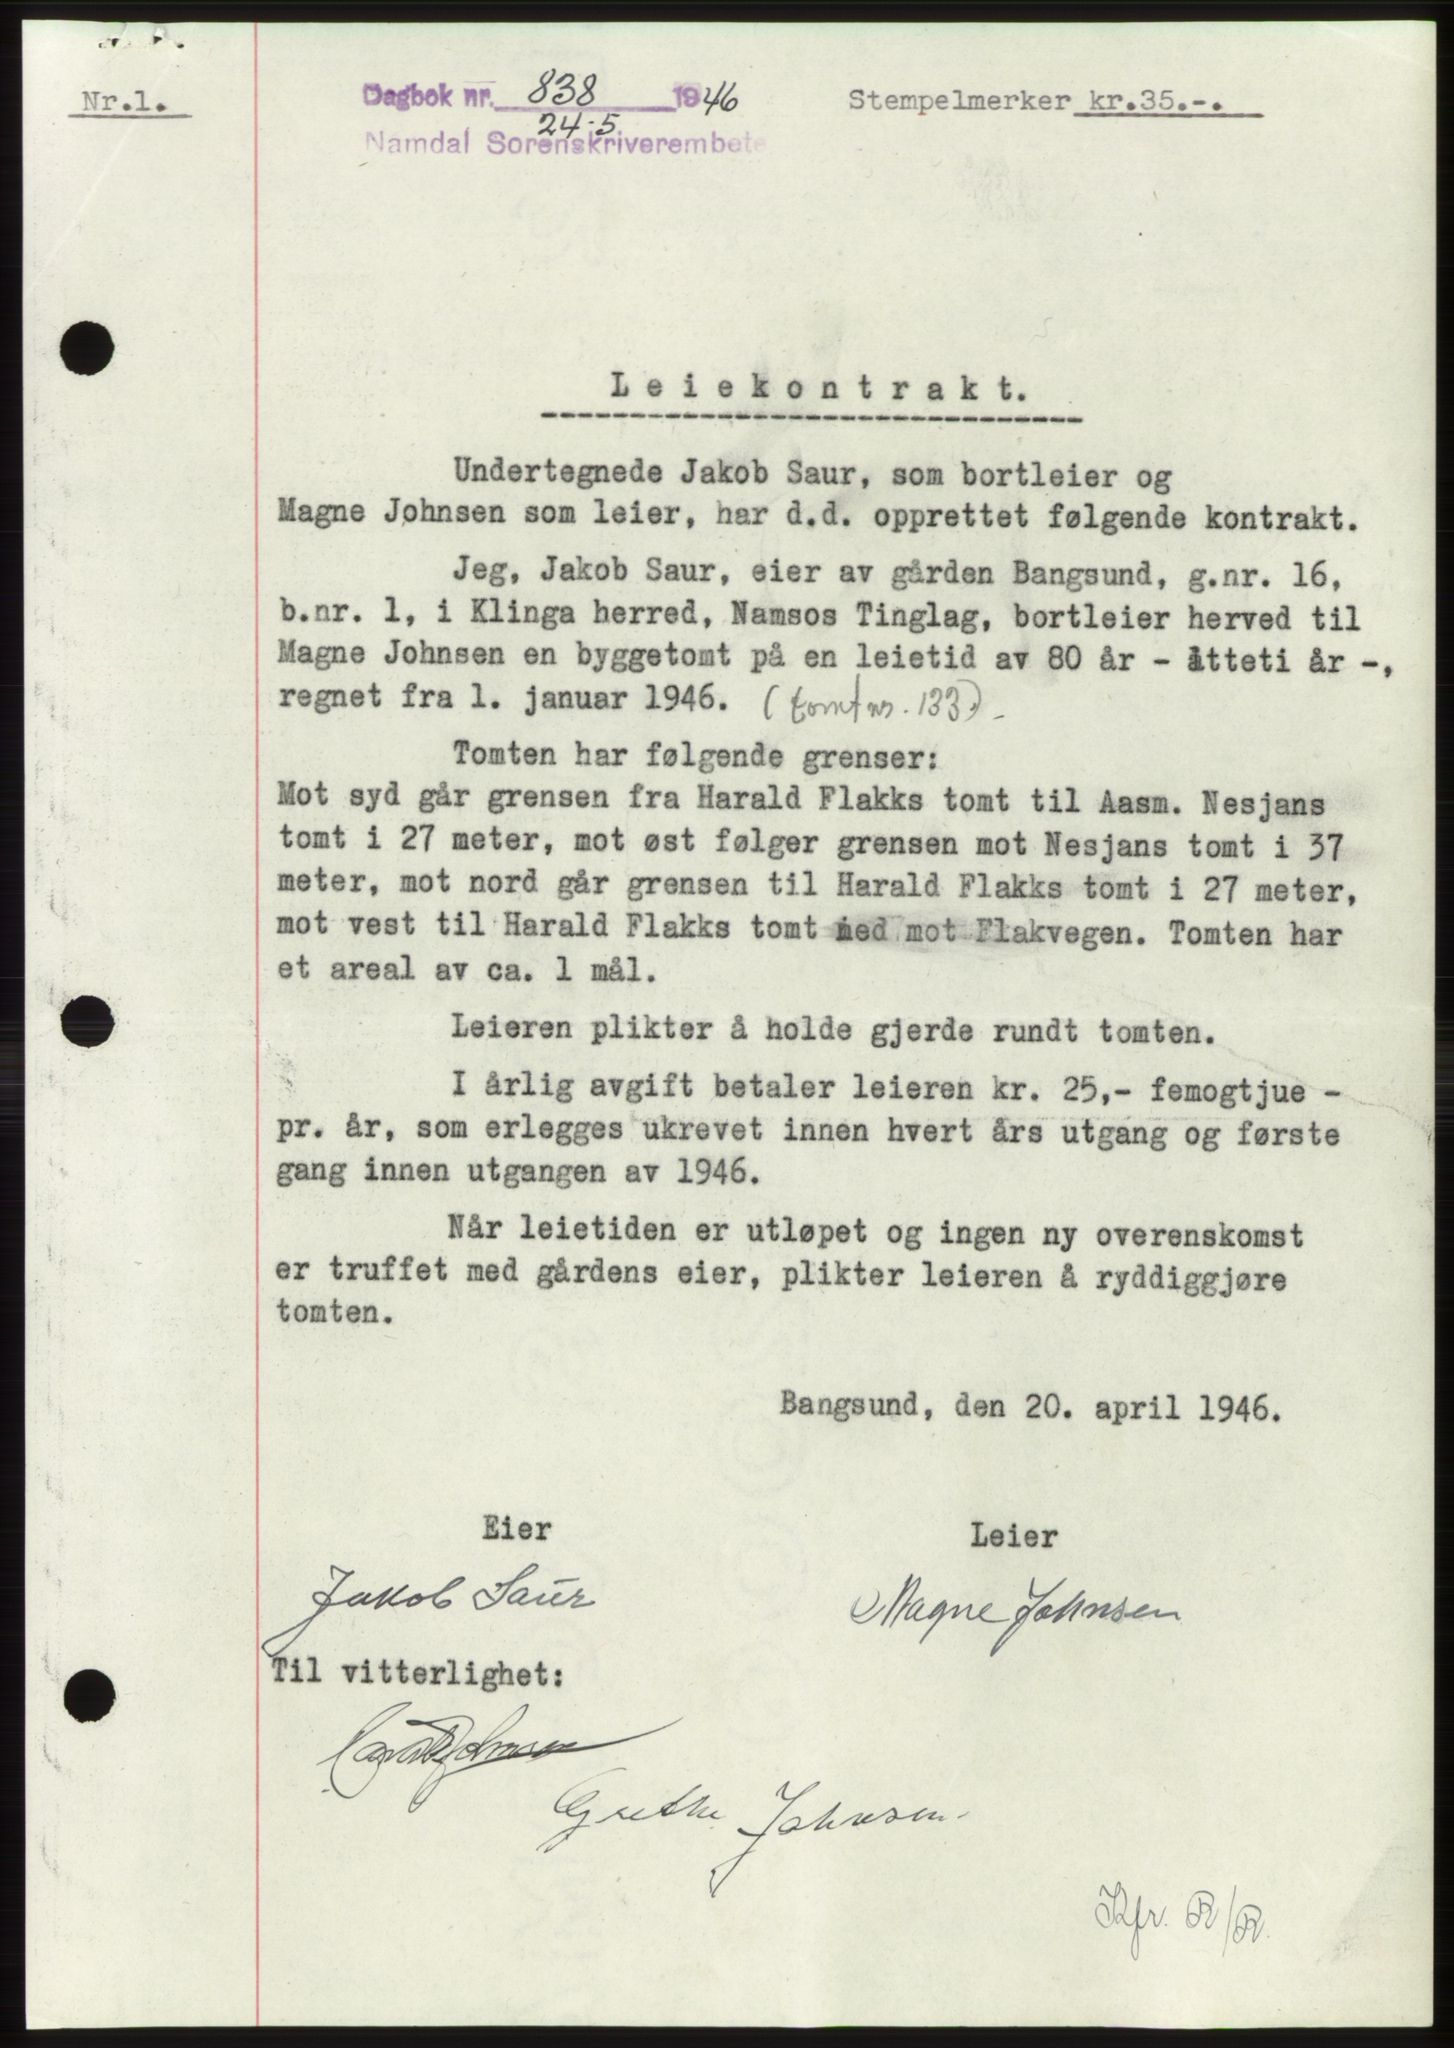 Nr.1.
Dagbok nr. 838 1946
24-5
Namdal Sorenskriverembete
Stempelmerker kr.35.-.
Leiekontrakt.
Undertegnede Jakob Saur, som bortleier og
Magne Johnsen som leier, har d.d. opprettet følgende kontrakt.
Jeg, Jakob Saur, eier av gården Bangsund, g.nr. 16,
b.nr. 1, i Klinga herred, Namsos Tinglag, bortleier herved til
Magne Johnsen en byggetomt på en leietid av 80 år - åtteti år -,
regnet fra 1. januar 1946. (tomt nr. 133).
Tomten har følgende grenser:
Mot syd går grensen fra Harald Flakks tomt til Aasm. Nesjans
tomt i 27 meter, mot øst følger grensen mot Nesjans tomt i 37
meter, mot nord går grensen til Harald Flakks tomt i 27 meter,
mot vest til Harald Flakks tomt ned mot Flakvegen. Tomten har
et areal av ca. 1 mål.
Leieren plikter å holde gjerde rundt tomten.
I årlig avgift betaler leieren kr. 25,- femogtjue -
pr. år, som erlegges ukrevet innen hvert års utgang og første
gang innen utgangen av 1946.
Når leietiden er utløpet og ingen ny overenskomst
er truffet med gårdens eier, plikter leieren å ryddiggjøre
tomten.
Bangsund, den 20. april 1946.
Eier
Leier
Jakob Saur
Magne Johnsen
Til vitterlighet:
Johnsen
Grethe Johnsen.
Kfr. R/R.